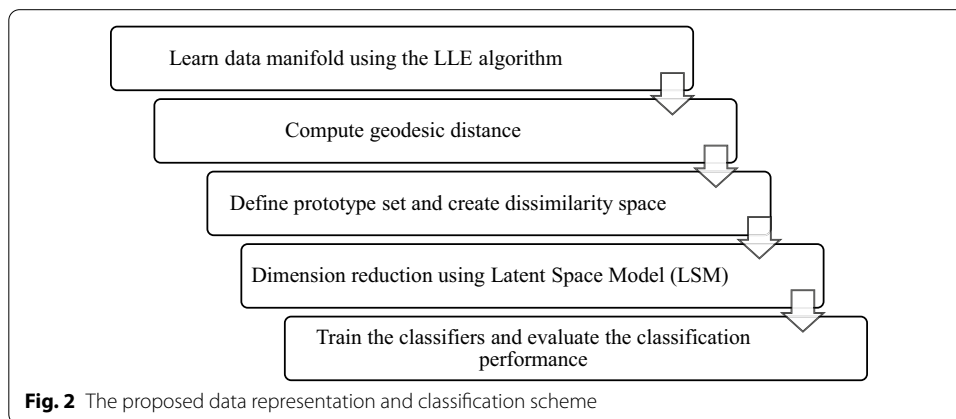 Learn data manifold using the LLE algorithm
Compute geodesic distance
Define prototype set and create dissimilarity space
Dimension reduction using Latent Space Model (LSM)
Train the classifiers and evaluate the classification
performance
Fig. 2 The proposed data representation and classification scheme